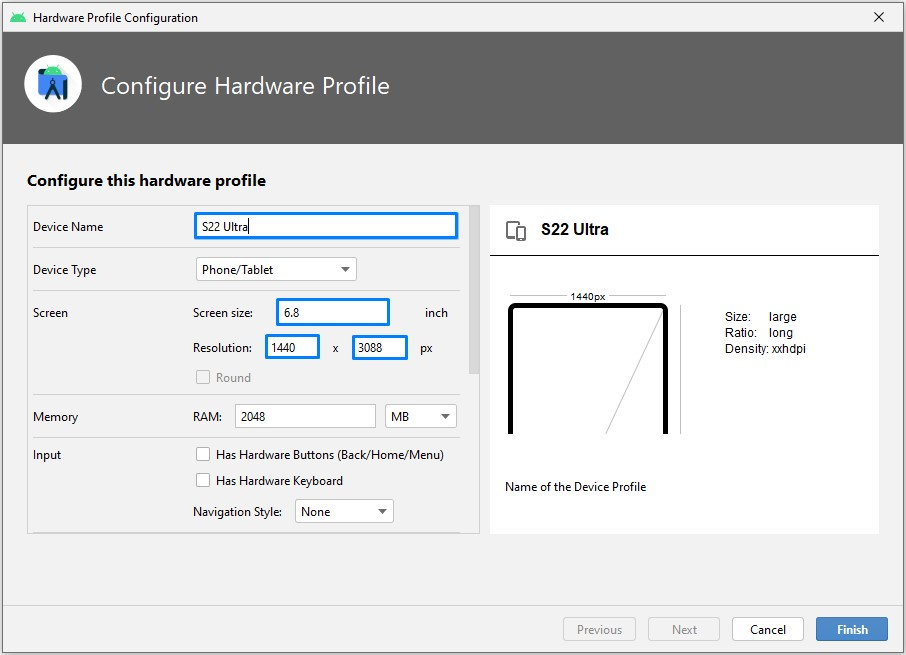 Hardware Profile Configuration
Configure Hardware Profile
Configure this hardware profile
Device Name
S22 Ultra
Device Type
Phone/Tablet
Screen
Screen size:
6.8
inch
Resolution:
1440
x
3088
px
Round
Memory
RAM:
2048
MB
Input
Has Hardware Buttons (Back/Home/Menu)
Has Hardware Keyboard
Navigation Style:
None
S22 Ultra
1440px
Size: large
Ratio: long
Density: xxhdpi
Name of the Device Profile
Previous
Next
Cancel
Finish